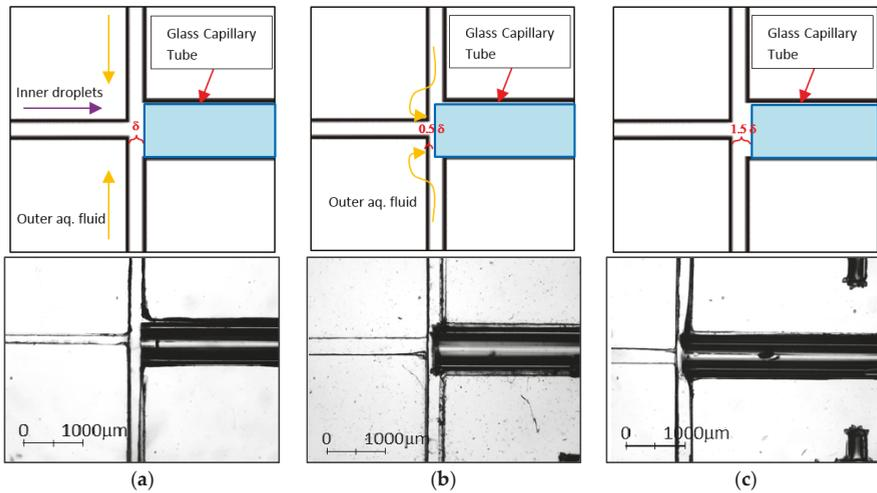 Glass Capillary
Tube
Inner droplets
δ
Outer aq. fluid
Glass Capillary
Tube
0.5 δ
Outer aq. fluid
Glass Capillary
Tube
1.5 δ
0 1000μm
0 1000μm
0 1000μm
(a) (b) (c)